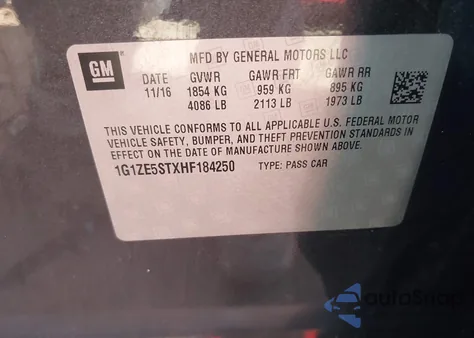 GM
MFD BY GENERAL MOTORS LLC
DATE GVWR GAWR FRT GAWR RR
11/16 1854 KG 959 KG 895 KG
4086 LB 2113 LB 1973 LB
THIS VEHICLE CONFORMS TO ALL APPLICABLE U.S. FEDERAL MOTOR
VEHICLE SAFETY, BUMPER, AND THEFT PREVENTION STANDARDS IN
EFFECT ON THE DATE OF MANUFACTURE SHOWN ABOVE.
1G1ZE5STXHF184250 TYPE: PASS CAR
autoSnap